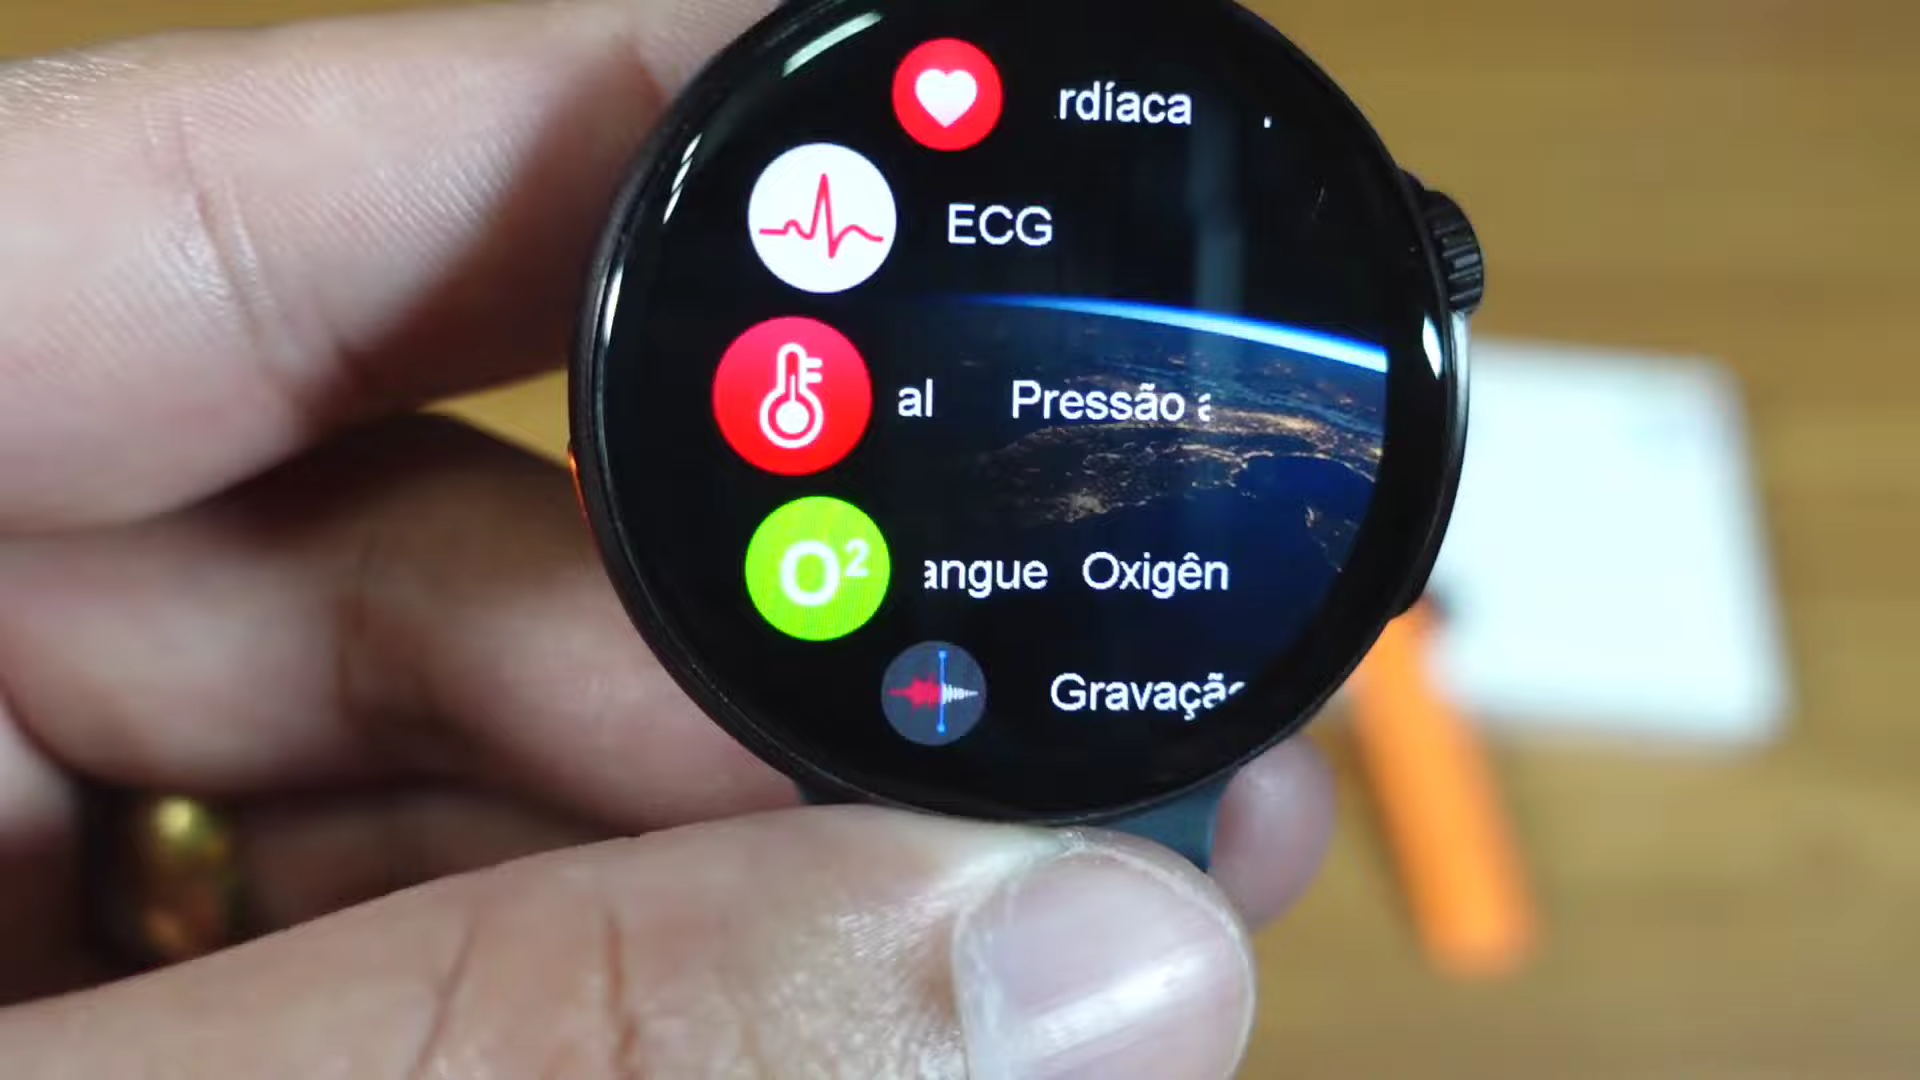 rdíaca
ECG
al Pressão
O²
angue Oxigên
Gravaçã